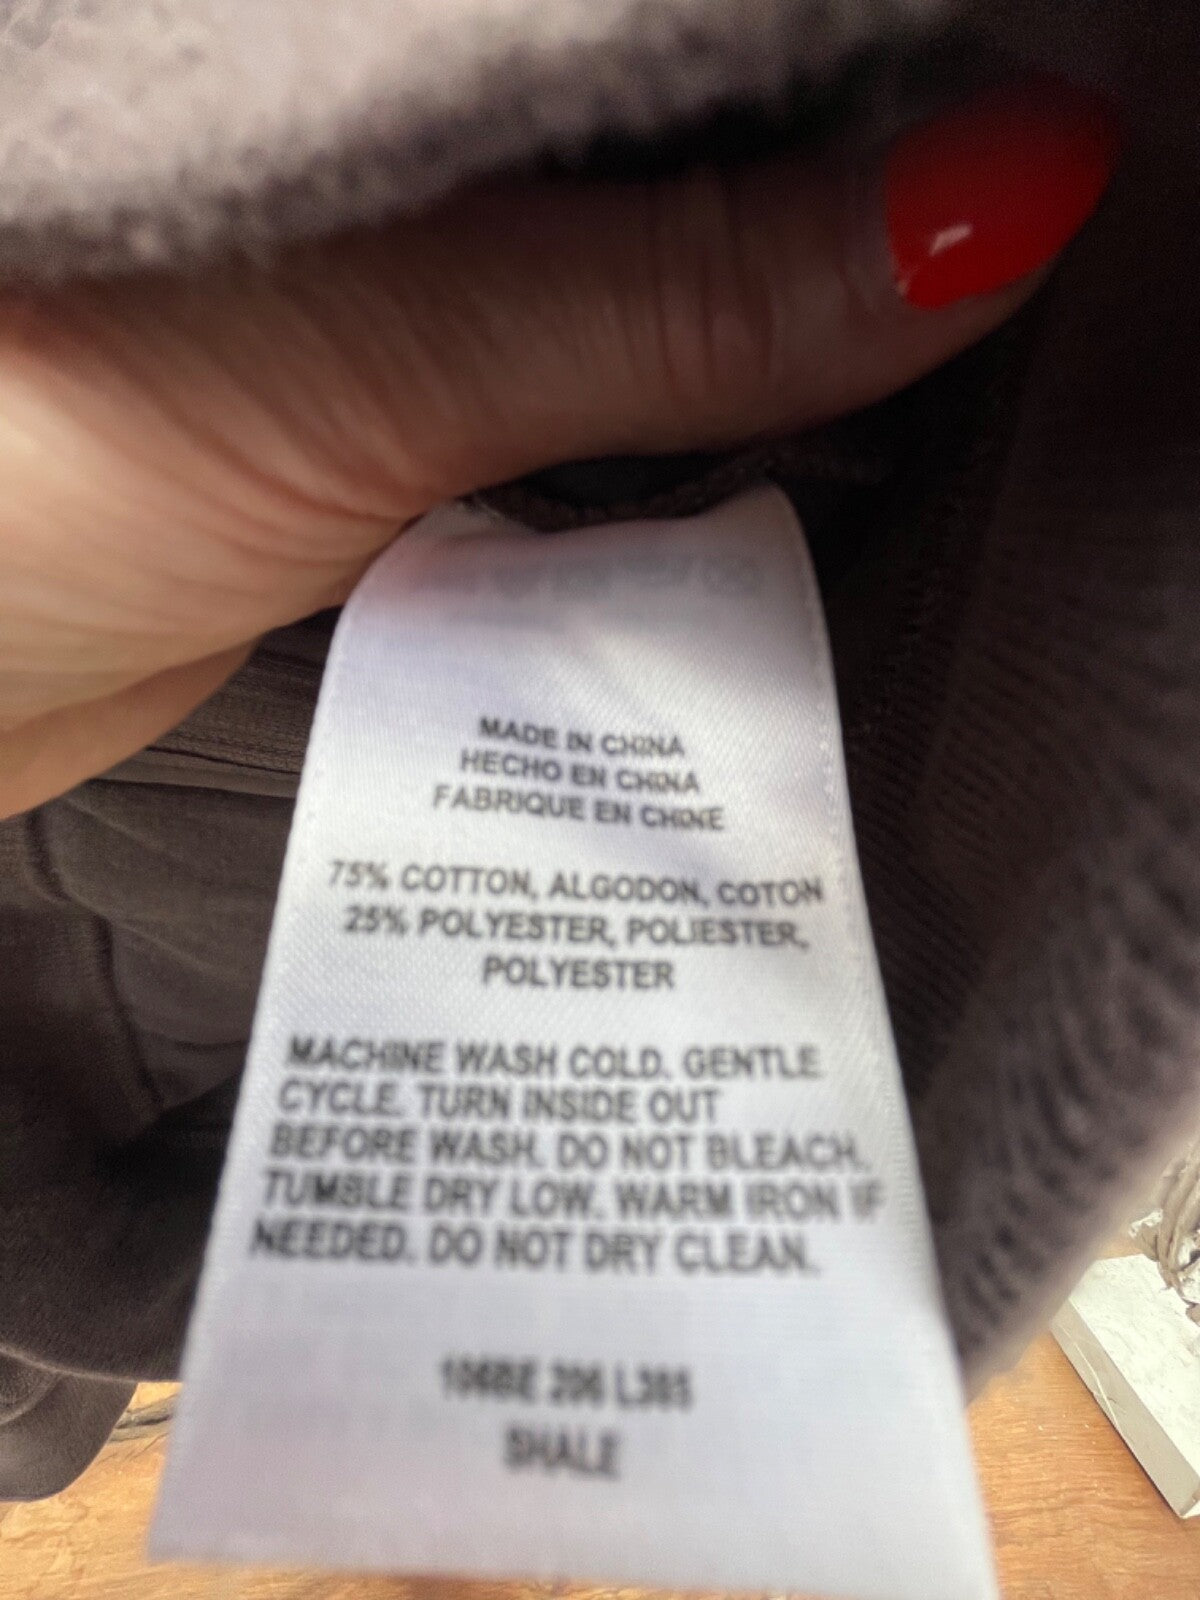 MADE IN CHINA
HECHO EN CHINA
FABRIQUE EN CHINE
75% COTTON, ALGODON, COTON
25% POLYESTER, POLIESTER,
POLYESTER
MACHINE WASH COLD. GENTLE
CYCLE. TURN INSIDE OUT
BEFORE WASH. DO NOT BLEACH.
TUMBLE DRY LOW. WARM IRON IF
NEEDED. DO NOT DRY CLEAN.
206
SHALE